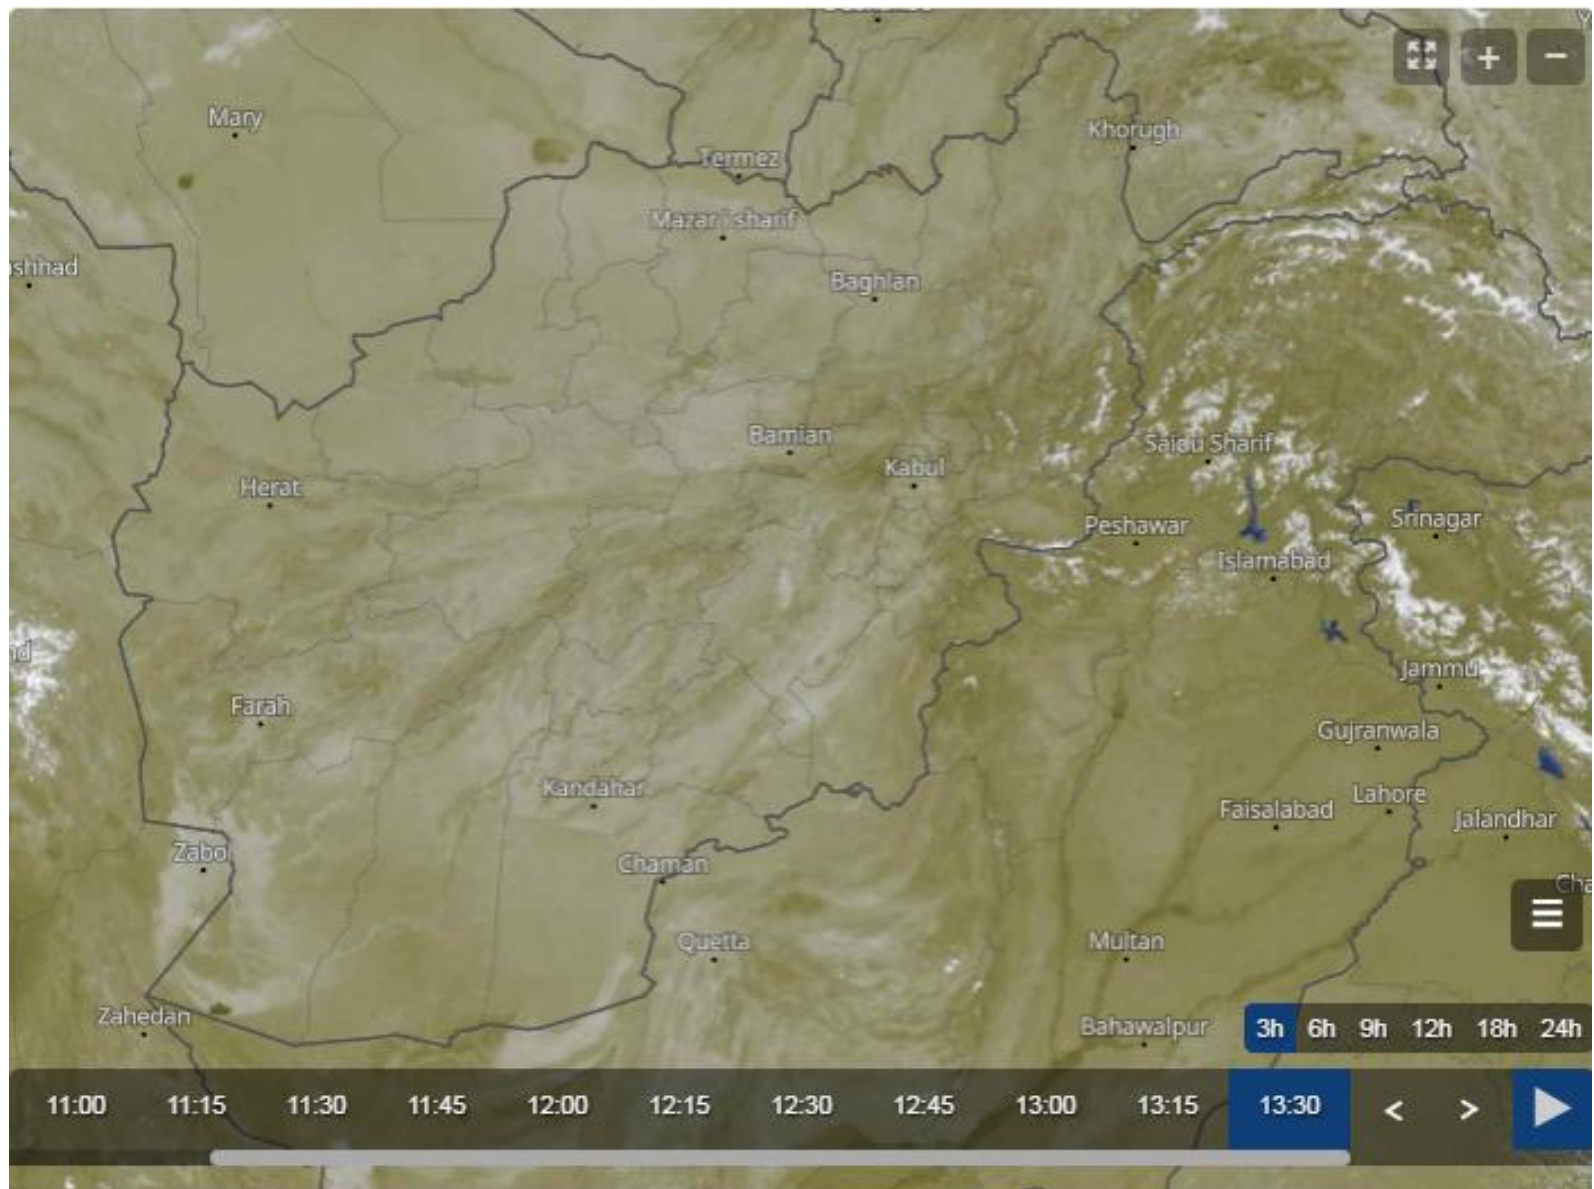 Mary
Khorugh
Termez
Mazar i sharif
shhad
Baghlan
Bamian
Saidu Sharif
Kabul
Herat
Peshawar
Srinagar
Islamabad
Jammu
Farah
Gujranwala
Kandahar
Lahore
Faisalabad
Jalandhar
Zabol
Chaman
Cha
Quetta
Multan
Zahedan
Bahawalpur
3h 6h 9h 12h 18h 24h
11:00 11:15 11:30 11:45 12:00 12:15 12:30 12:45 13:00 13:15 13:30 < >